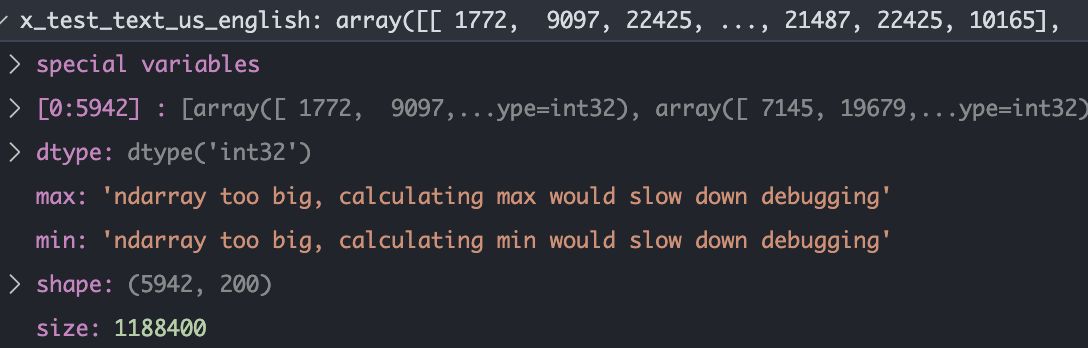 x_test_text_us_english: array([[ 1772,  9097, 22425, ..., 21487, 22425, 10165],
special variables
[0:5942] : [array([ 1772,  9097,...ype=int32), array([ 7145, 19679,...ype=int32)
dtype: dtype('int32')
max: 'ndarray too big, calculating max would slow down debugging'
min: 'ndarray too big, calculating min would slow down debugging'
shape: (5942, 200)
size: 1188400